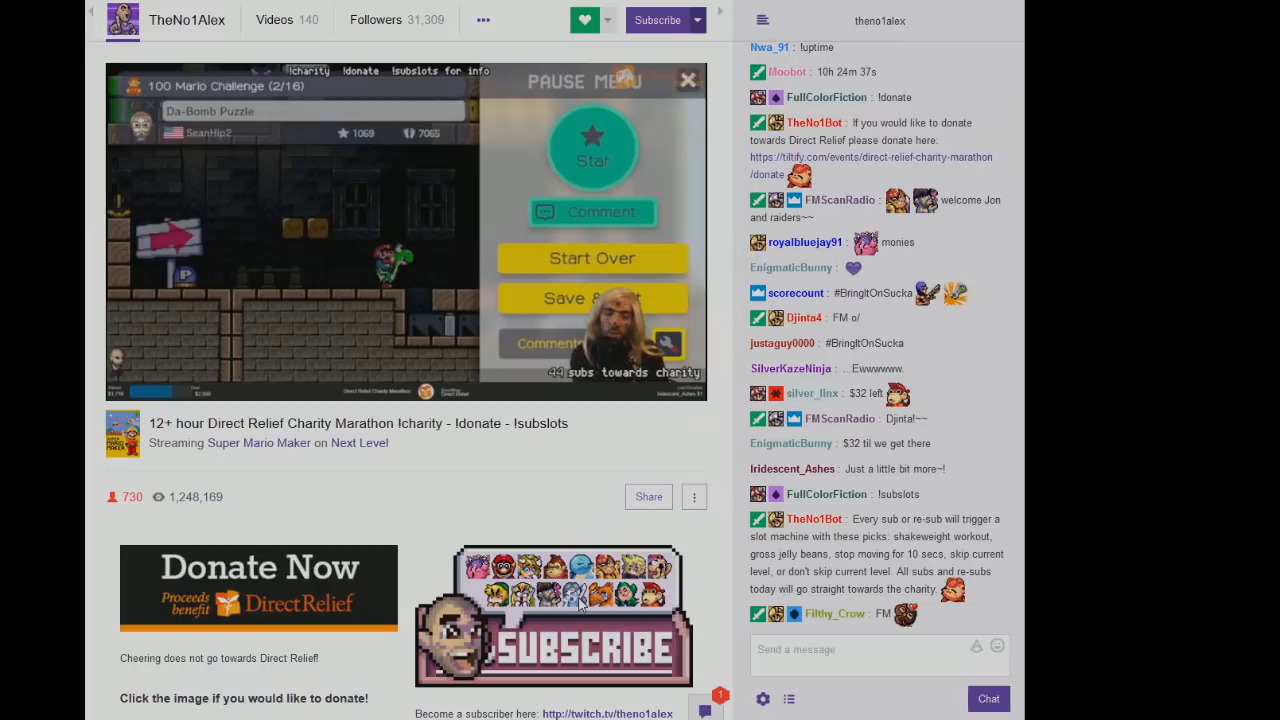 TheNo1Alex
Videos 140
Followers 31,309
Subscribe
theno1alex
!charity !donate !subslots for info
100 Mario Challenge (2/16)
Da-Bomb Puzzle
SeanHip2
1069
7065
PAUSE MENU
Star
Comment
Start Over
Save &
Comment
44 subs towards charity
Direct Relief Charity Marathon
12+ hour Direct Relief Charity Marathon !charity - !donate - !subslots
Streaming Super Mario Maker on Next Level
730
1,248,169
Share
Donate Now
Proceeds benefit DirectRelief
Cheering does not go towards Direct Relief!
Click the image if you would like to donate!
SUBSCRIBE
Become a subscriber here: http://twitch.tv/theno1alex
1
Nwa_91 : !uptime
Moobot : 10h 24m 37s
FullColorFiction : !donate
TheNo1Bot : If you would like to donate
towards Direct Relief please donate here:
https://tiltify.com/events/direct-relief-charity-marathon
/donate
FMScanRadio : welcome Jon
and raiders~~
royalbluejay91 : monies
EnigmaticBunny :
scorecount : #BringItOnSucka
Djinta4 : FM o/
justaguy0000 : #BringItOnSucka
SilverKazeNinja : ...Ewwwwww.
silver_linx : $32 left
FMScanRadio : Djinta!~~
EnigmaticBunny : $32 til we get there
Iridescent_Ashes : Just a little bit more~!
FullColorFiction : !subslots
TheNo1Bot : Every sub or re-sub will trigger a
slot machine with these picks: shakeweight workout,
gross jelly beans, stop moving for 10 secs, skip current
level, or don't skip current level. All subs and re-subs
today will go straight towards the charity.
Filthy_Crow : FM
Send a message
Chat